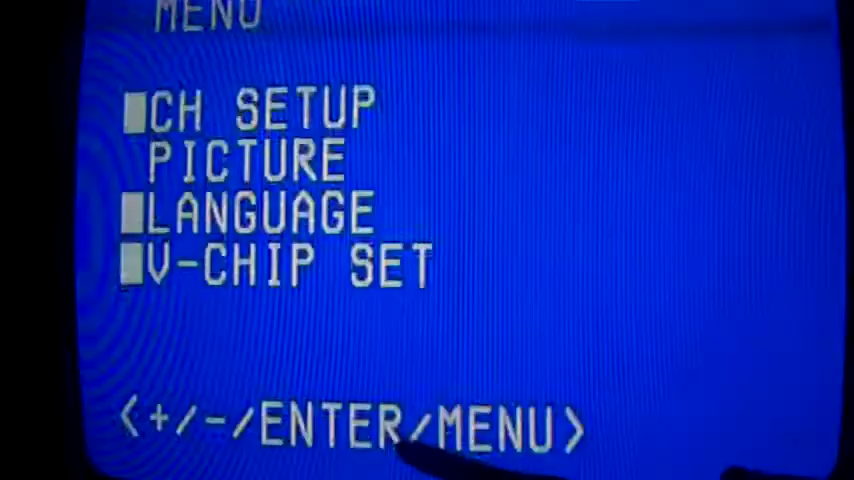 MENU
CH SETUP
PICTURE
LANGUAGE
V-CHIP SET
<+/-/ENTER/MENU>